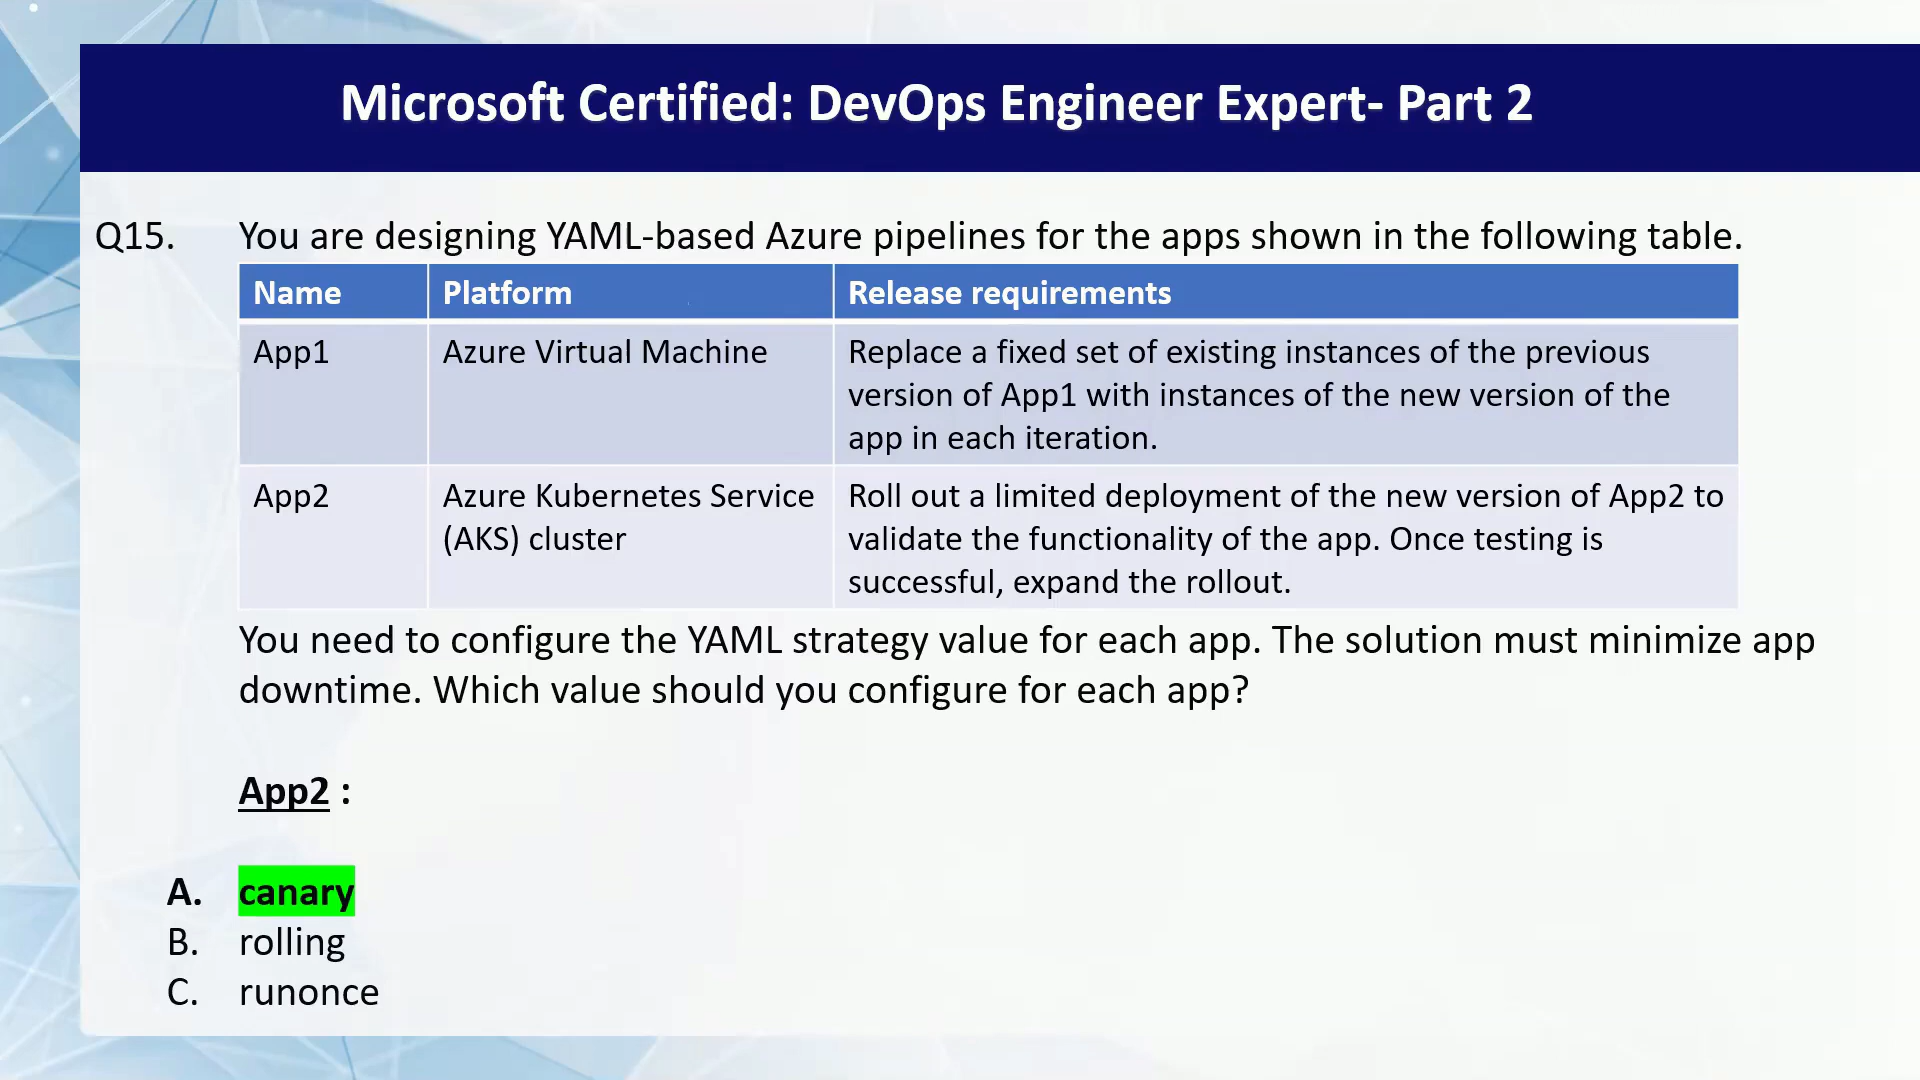 Microsoft Certified: DevOps Engineer Expert- Part 2
Q15. You are designing YAML-based Azure pipelines for the apps shown in the following table.
Name Platform Release requirements
App1 Azure Virtual Machine Replace a fixed set of existing instances of the previous
version of App1 with instances of the new version of the
app in each iteration.
App2 Azure Kubernetes Service Roll out a limited deployment of the new version of App2 to
(AKS) cluster validate the functionality of the app. Once testing is
successful, expand the rollout.
You need to configure the YAML strategy value for each app. The solution must minimize app
downtime. Which value should you configure for each app?
App2 :
A. canary
B. rolling
C. runonce